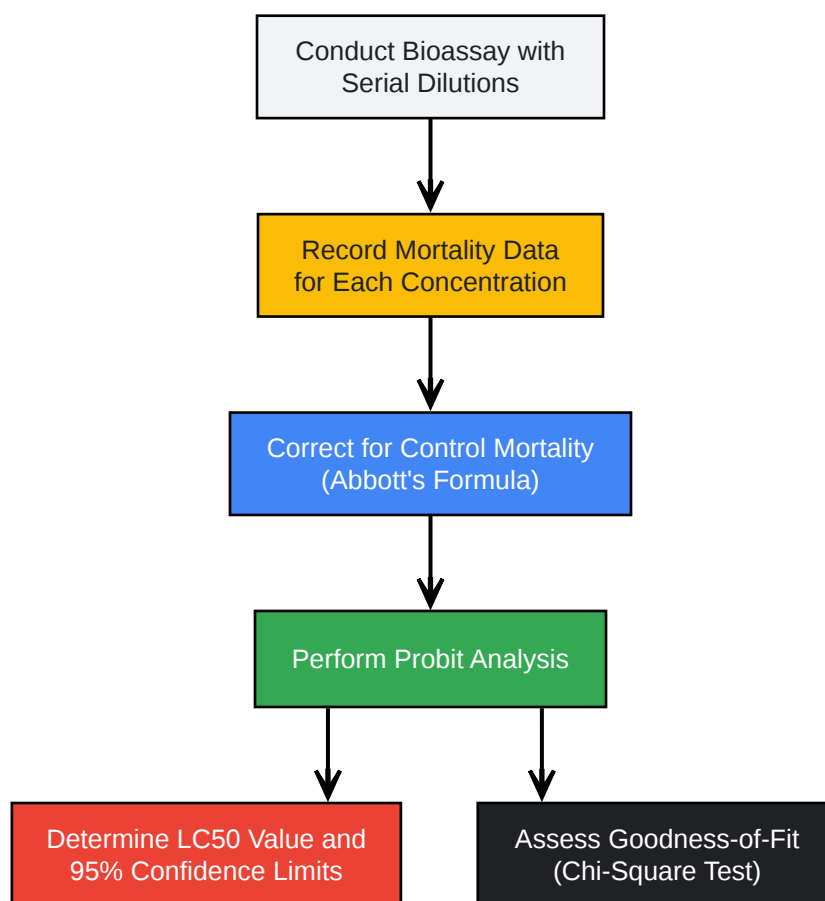 Conduct Bioassay with
Serial Dilutions
Record Mortality Data
for Each Concentration
Correct for Control Mortality
(Abbott's Formula)
Perform Probit Analysis
Determine LC50 Value and
95% Confidence Limits
Assess Goodness-of-Fit
(Chi-Square Test)